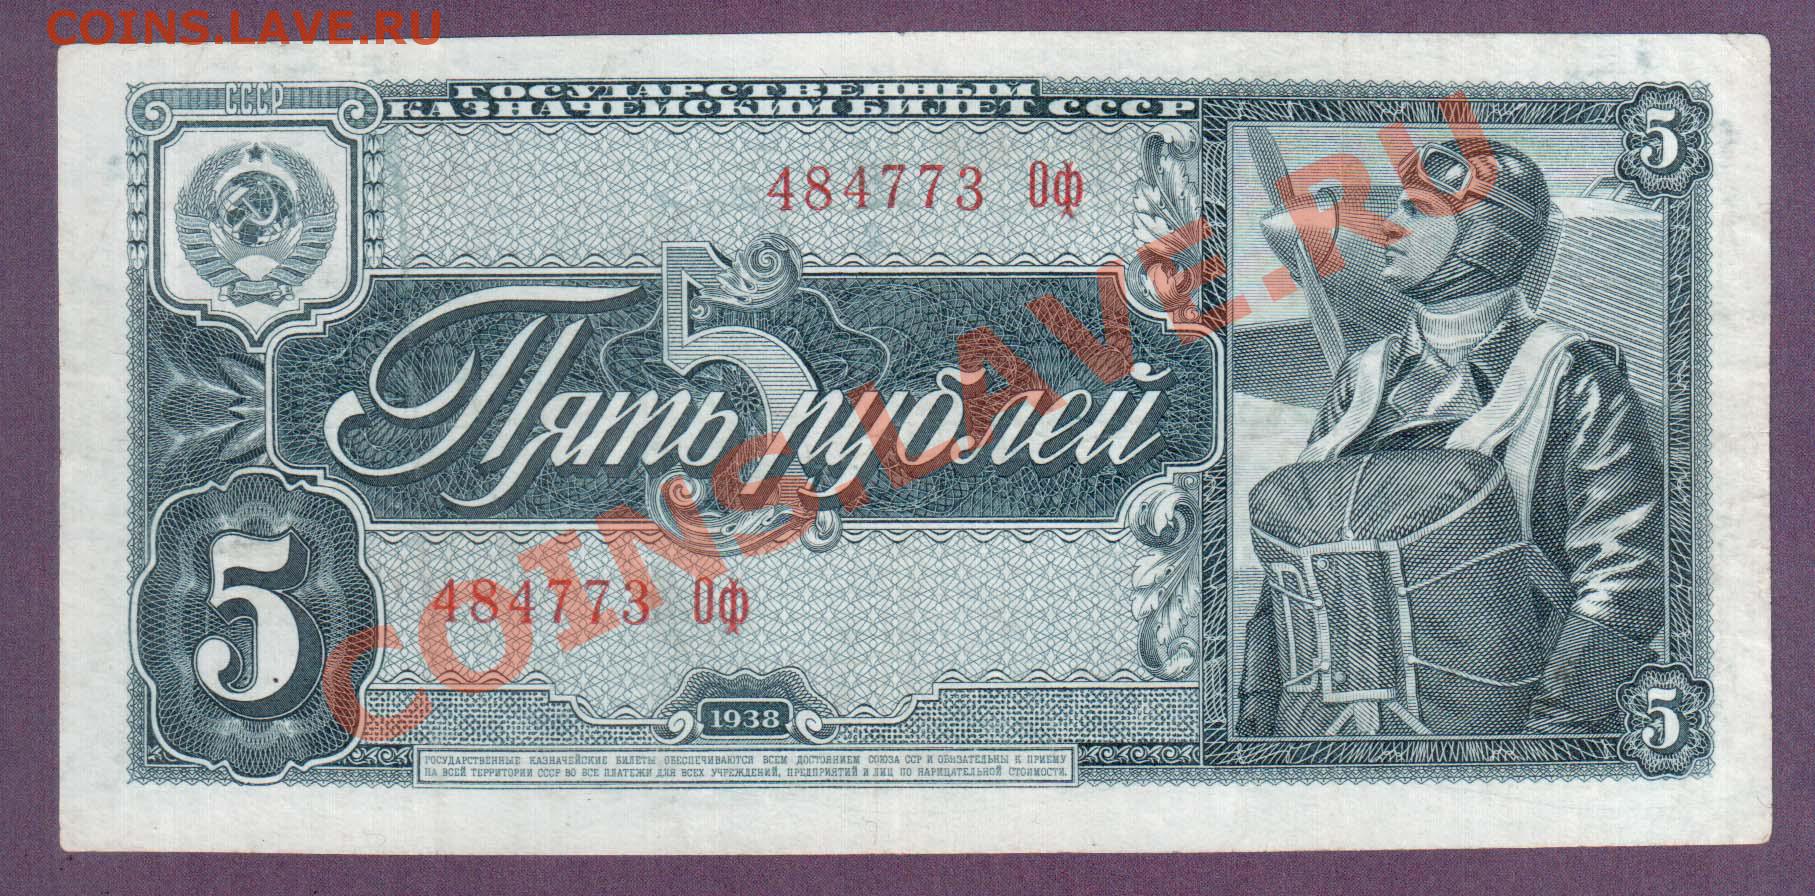 COINS.LAVE.RU
СССР
ГОСУДАРСТВЕННЫЙ
КАЗНАЧЕЙСКИЙ БИЛЕТ СССР
5
484773 Оф
5
Пять рублей
COINS.LAVE.RU
484773 Оф
5
5
1938
ГОСУДАРСТВЕННЫЕ КАЗНАЧЕЙСКИЕ БИЛЕТЫ ОБЕСПЕЧИВАЮТСЯ ВСЕМ ДОСТОЯНИЕМ СОЮЗА ССР И ОБЯЗАТЕЛЬНЫ К ПРИЕМУ
НА ВСЕЙ ТЕРРИТОРИИ СССР ВО ВСЕ ПЛАТЕЖИ ДЛЯ ВСЕХ УЧРЕЖДЕНИЙ, ПРЕДПРИЯТИЙ И ЛИЦ ПО НАРИЦАТЕЛЬНОЙ СТОИМОСТИ.